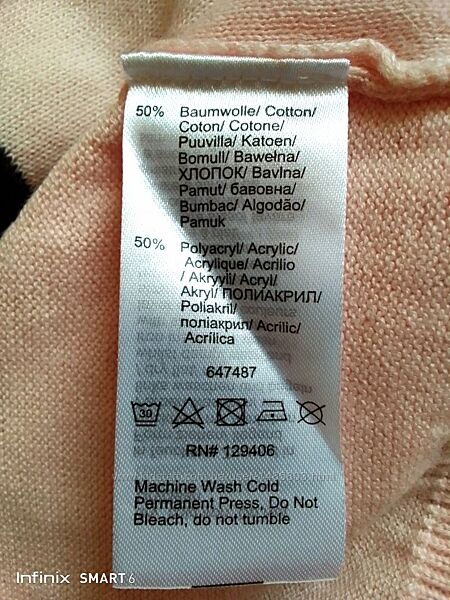 50% Baumwolle/ Cotton/
Coton/ Cotone/
Puuvilla/ Katoen/
Bomull/ Bawełna/
ХЛОПОК/ Bavlna/
Pamut/ бавовна/
Bumbac/ Algodão/
Pamuk
50% Polyacryl/ Acrylic/
Acrylique/ Acrilio
/ Akryyli/ Acryl/
Akryl/ ПОЛИАКРИЛ/
Poliakril/
поліакрил/ Acrilic/
Acrílica
647487
30
RN# 129406
Machine Wash Cold
Permanent Press, Do Not
Bleach, do not tumble
Infinix SMART 6